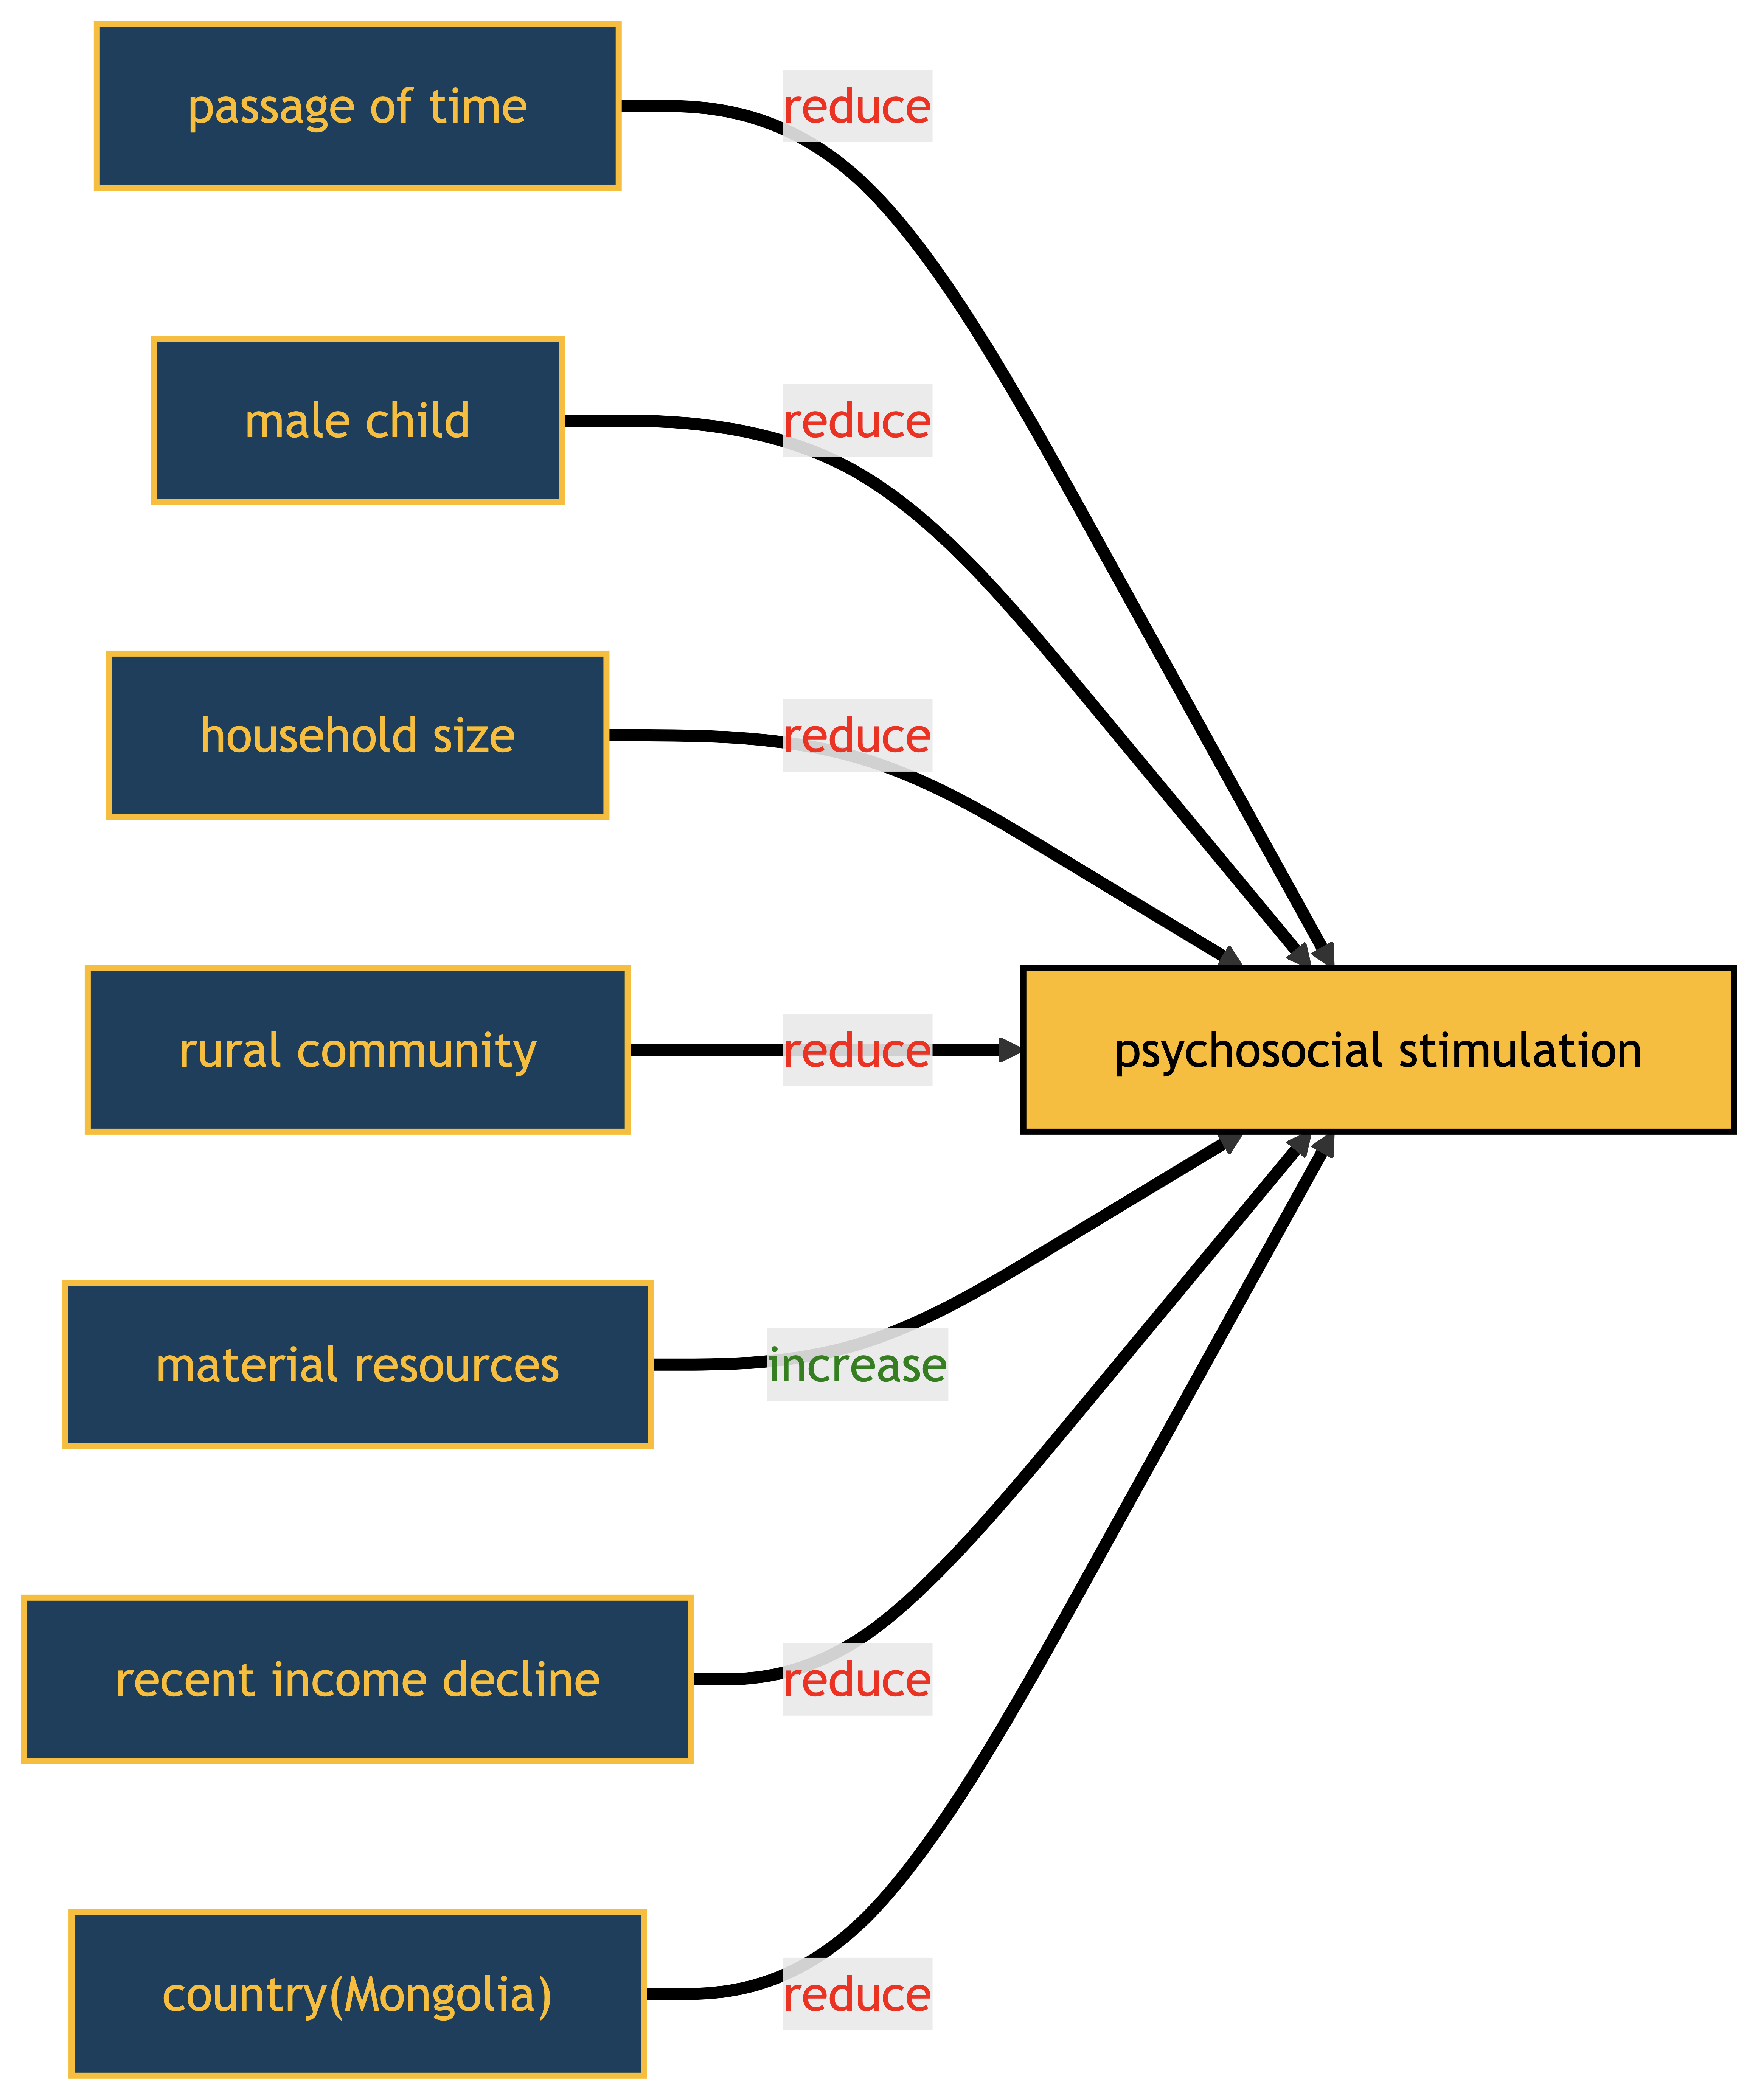 passage of time
reduce
male child
reduce
household size
reduce
rural community
reduce
psychosocial stimulation
material resources
increase
recent income decline
reduce
country(Mongolia)
reduce